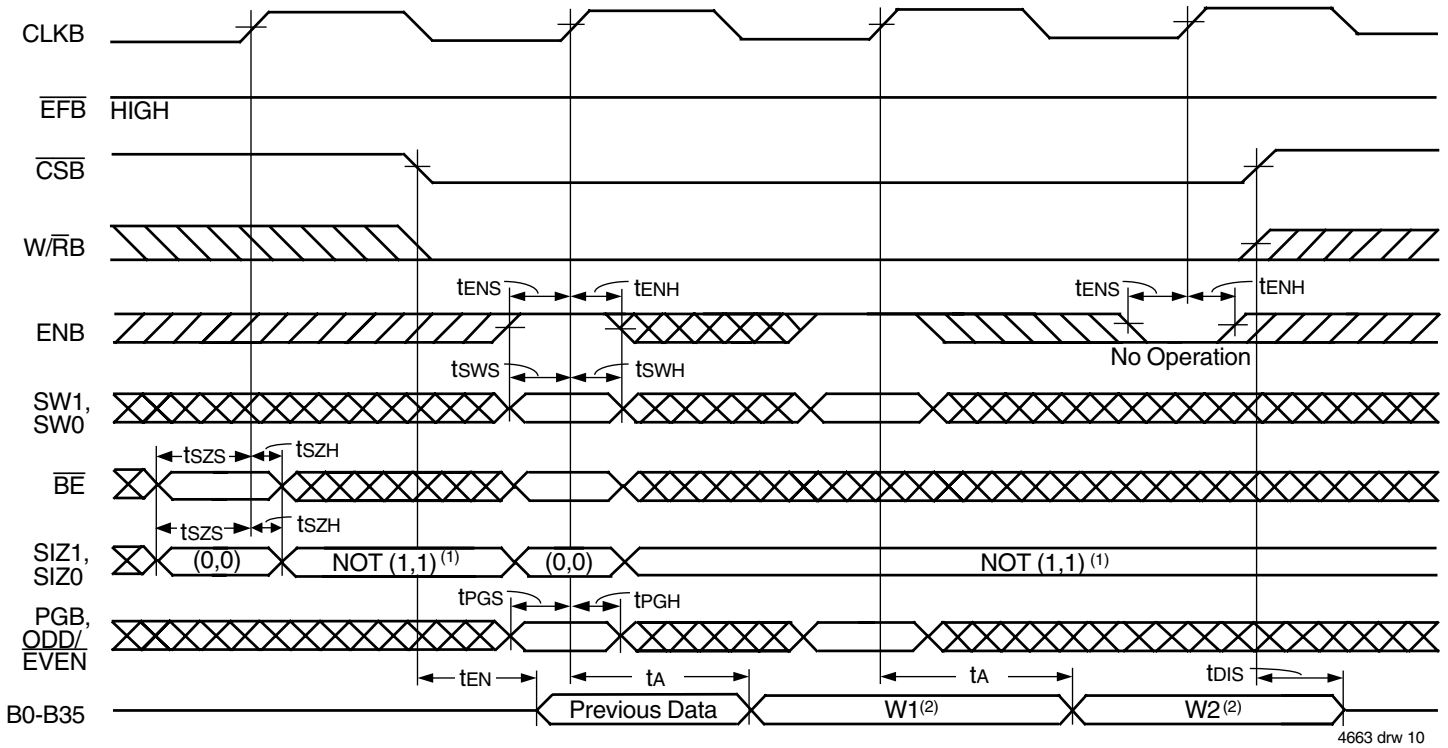 CLKB
EFB HIGH
CSB
W/RB
tENS tENH tENS tENH
ENB
No Operation
tSWS tSWH
SW1,
SW0
tSZS tSZH
BE
tSZS tSZH
SIZ1,
SIZ0
(0,0) NOT (1,1) (1) (0,0) NOT (1,1) (1)
tPGS tPGH
PGB,
ODD/
EVEN
tEN tA tA tDIS
B0-B35 Previous Data W1(2) W2(2)
4663 drw 10